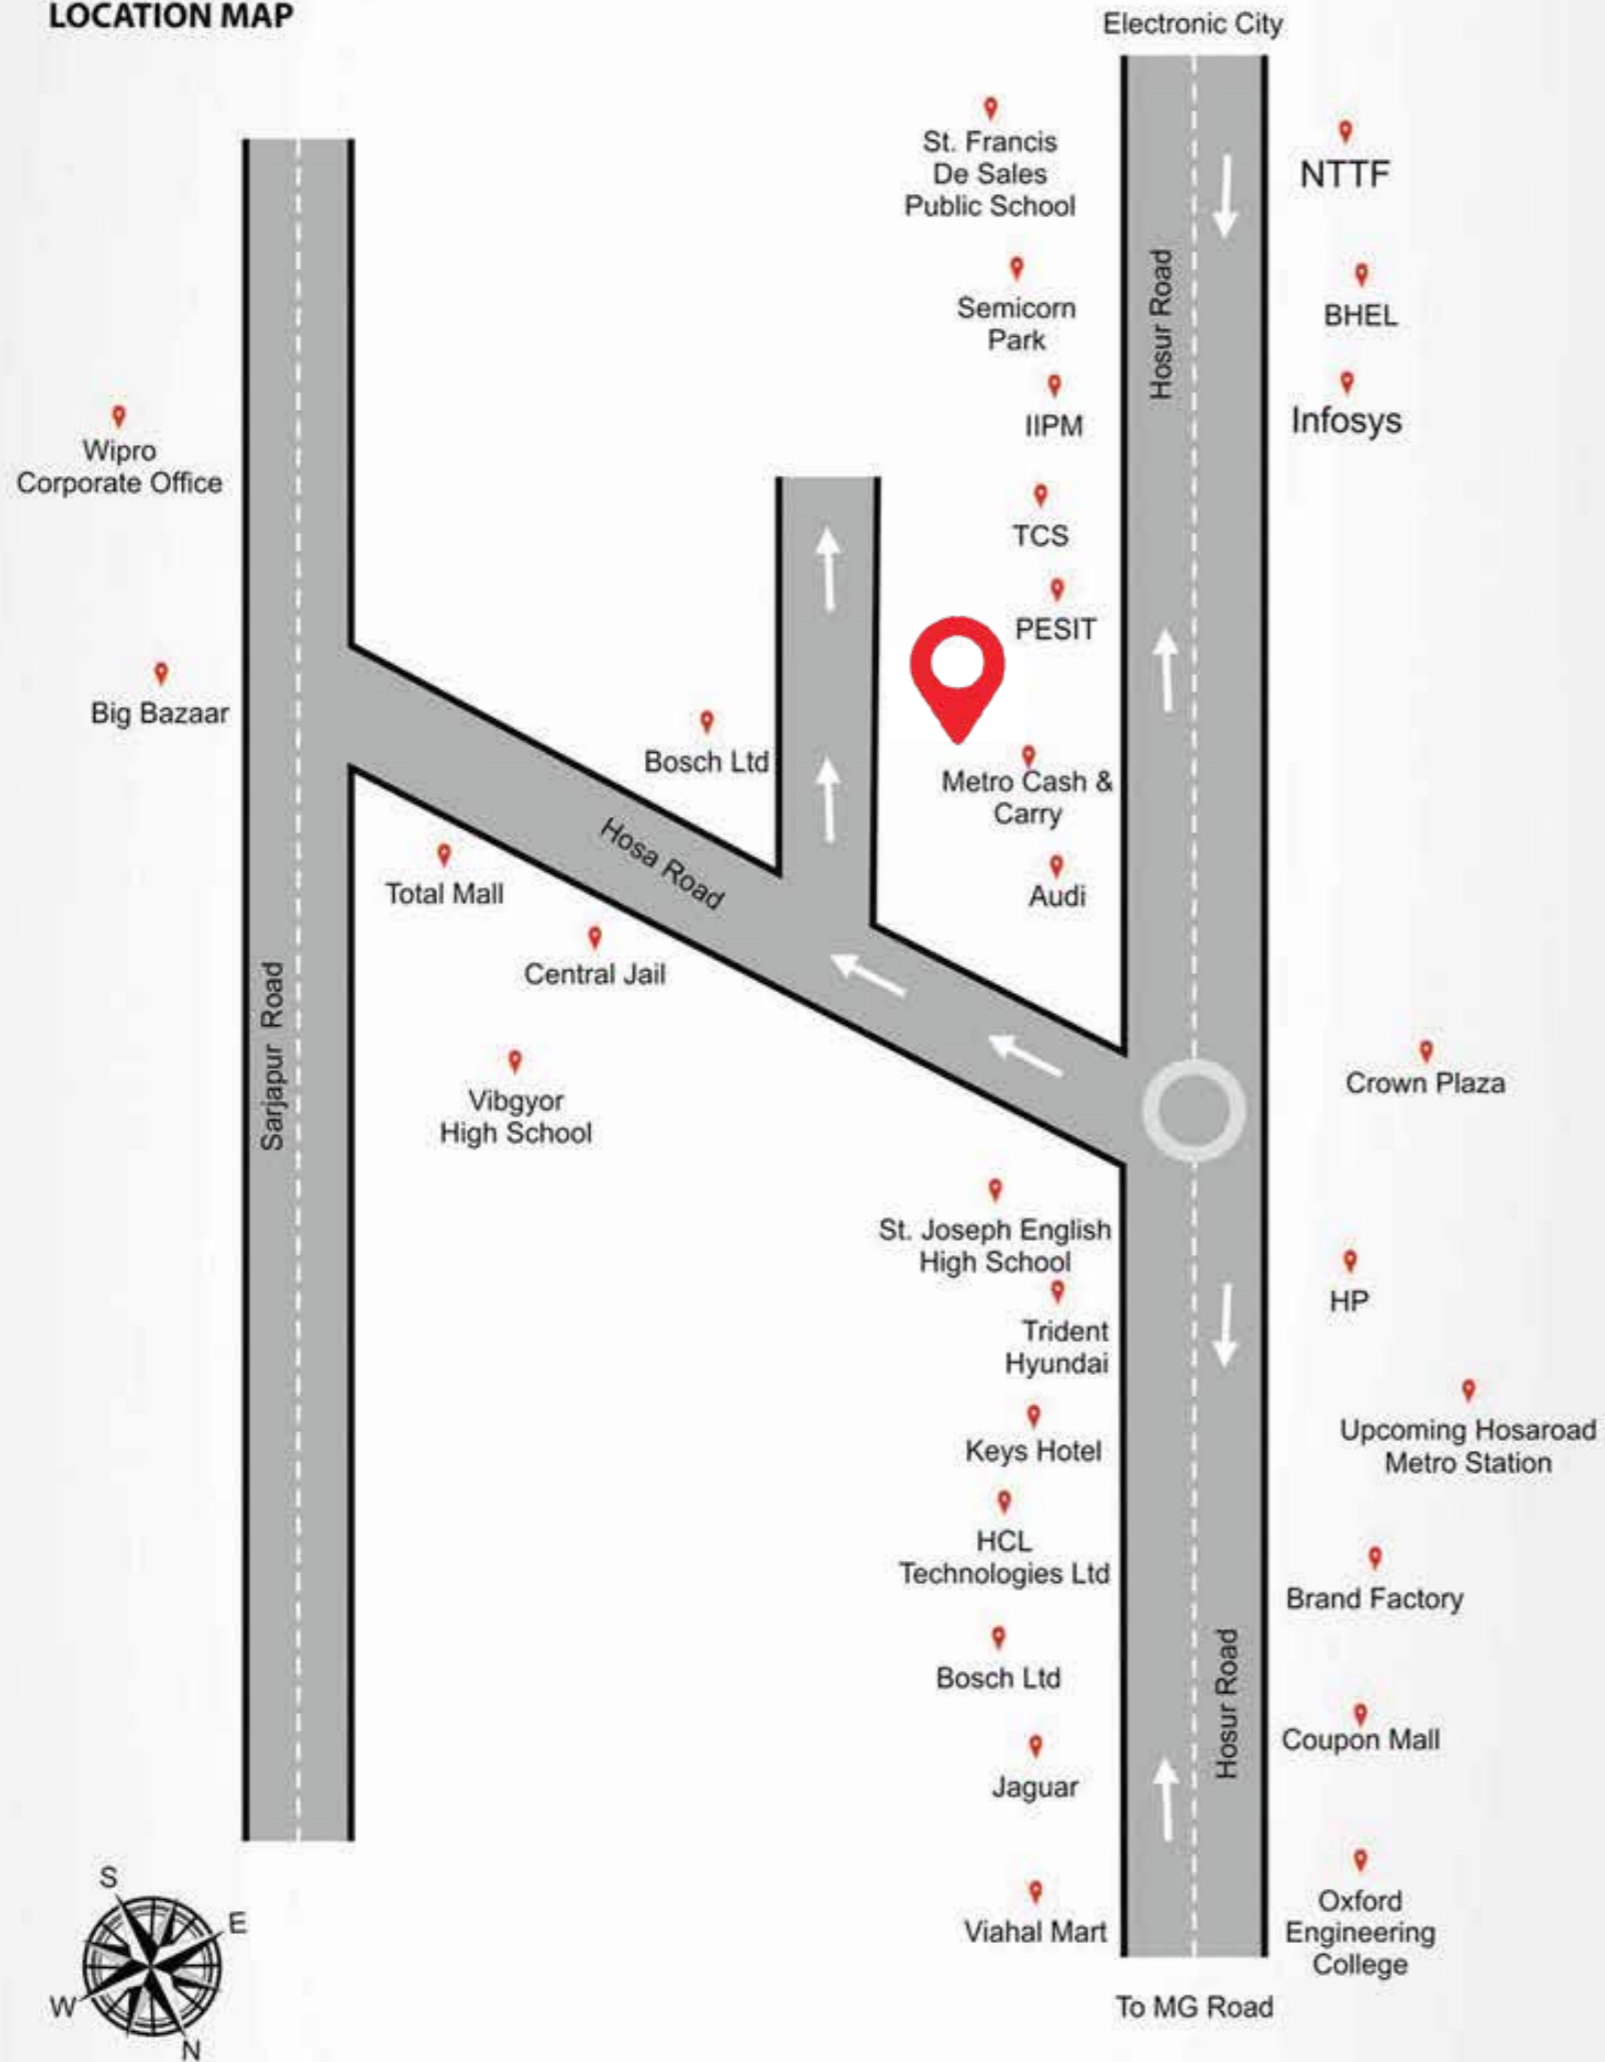 LOCATION MAP
Electronic City
St. Francis
De Sales
Public School
NTTF
Semicorn
Park
Hosur Road
BHEL
IIPM
Infosys
Wipro
Corporate Office
TCS
PESIT
Big Bazaar
Bosch Ltd
Metro Cash &
Carry
Hosa Road
Total Mall
Audi
Central Jail
Sarjapur Road
Vibgyor
High School
Crown Plaza
St. Joseph English
High School
HP
Trident
Hyundai
Keys Hotel
Upcoming Hosaroad
Metro Station
HCL
Technologies Ltd
Brand Factory
Bosch Ltd
Hosur Road
Coupon Mall
Jaguar
Viahal Mart
Oxford
Engineering
College
To MG Road
S
E
W
N